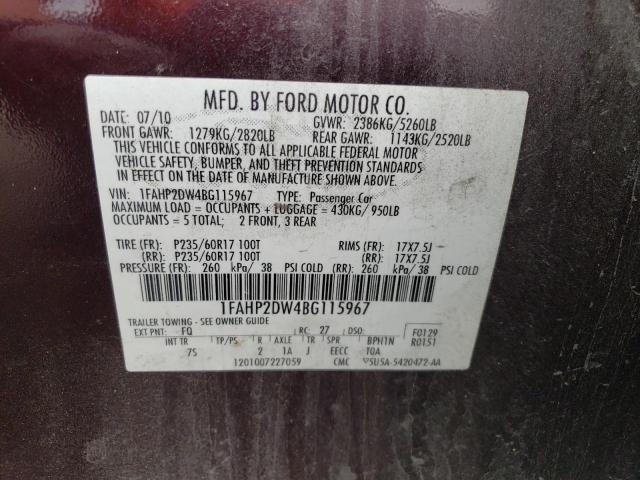 MFD. BY FORD MOTOR CO.
DATE: 07/10 GVWR: 2386KG/5260LB
FRONT GAWR: 1279KG/2820LB REAR GAWR: 1143KG/2520LB
THIS VEHICLE CONFORMS TO ALL APPLICABLE FEDERAL MOTOR
VEHICLE SAFETY, BUMPER, AND THEFT PREVENTION STANDARDS
IN EFFECT ON THE DATE OF MANUFACTURE SHOWN ABOVE.
VIN: 1FAHP2DW4BG115967 TYPE: Passenger Car
MAXIMUM LOAD = OCCUPANTS + LUGGAGE = 430KG/ 950LB
OCCUPANTS = 5 TOTAL; 2 FRONT, 3 REAR
TIRE (FR): P235/60R17 100T RIMS (FR): 17X7.5J
(RR): P235/60R17 100T (RR): 17X7.5J
PRESSURE (FR): 260 kPa/ 38 PSI COLD (RR): 260 kPa/ 38 PSI COLD
1FAHP2DW4BG115967
TRAILER TOWING - SEE OWNER GUIDE
EXT PNT: FQ RC: 27 DSO: F0129
INT TR TP/PS R AXLE TR SPR BPH1N R0151
7S 2 1A J EECC TOA
1201007227059 CMC 5U5A-5420472-AA